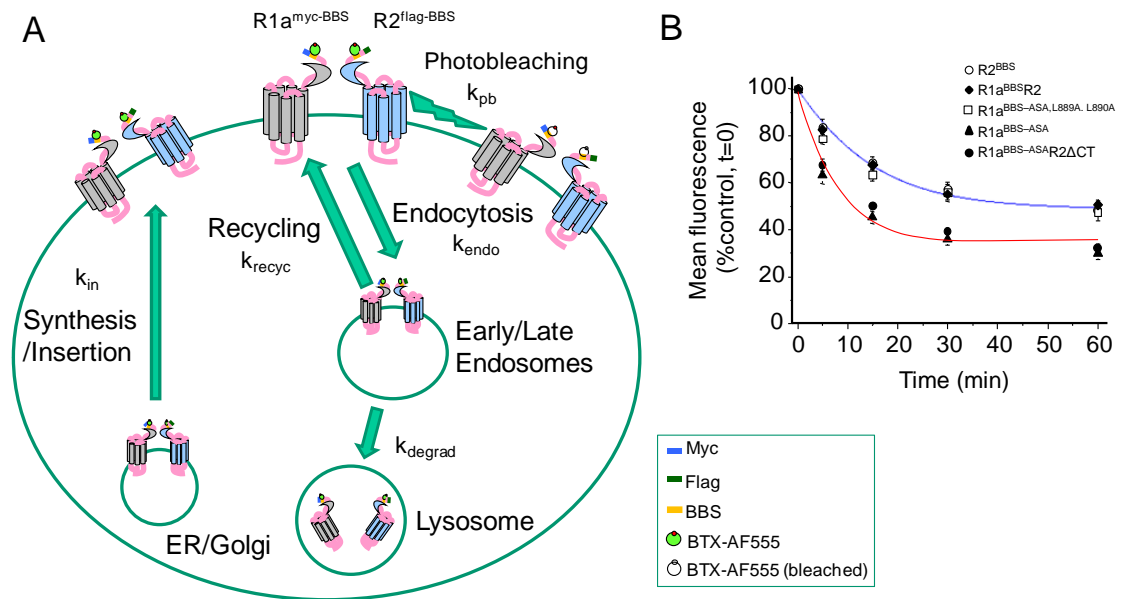 A
R1a^myc-BBS R2^flag-BBS
Photobleaching
k_pb
Endocytosis
k_endo
Recycling
k_recyc
k_in
Synthesis
/Insertion
Early/Late
Endosomes
k_degrad
Lysosome
ER/Golgi
B
R2^BBS
R1a^BBS R2
R1a^BBS–ASA,L889A, L890A
R1a^BBS–ASA
R1a^BBS–ASA R2ΔCT
Mean fluorescence
(%control, t=0)
100
80
60
40
20
0
0 10 20 30 40 50 60
Time (min)
Myc
Flag
BBS
BTX-AF555
BTX-AF555 (bleached)